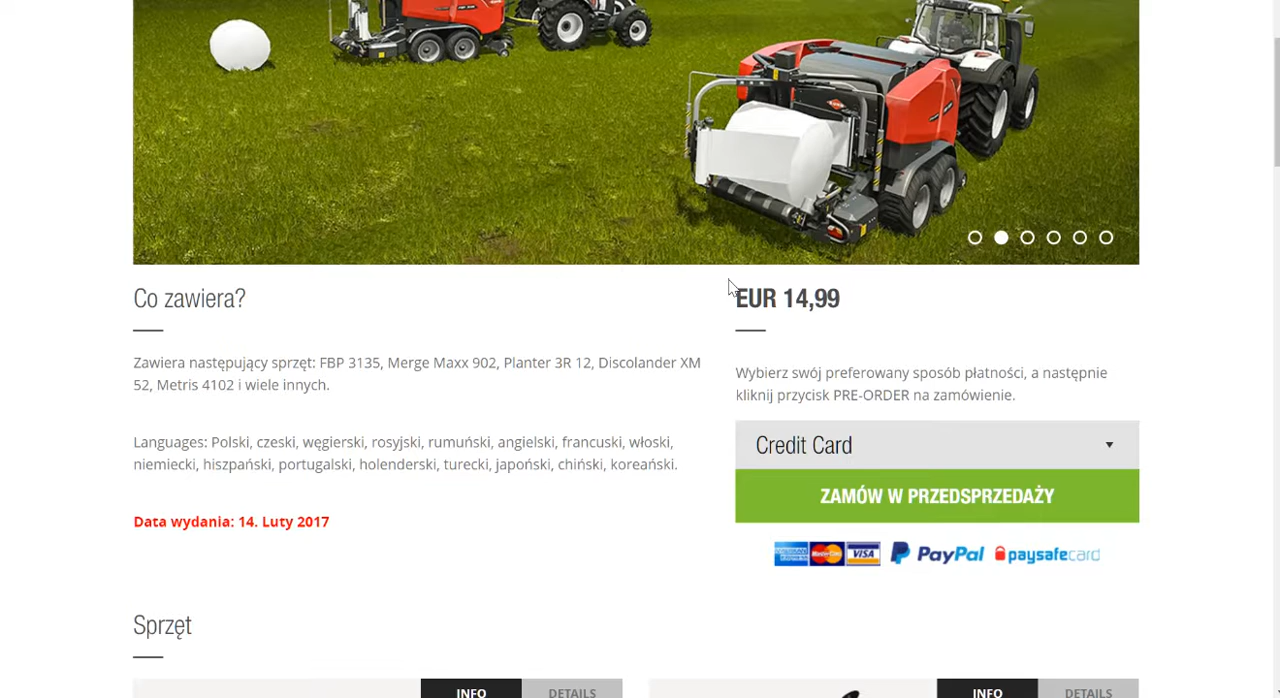 Co zawiera?
Zawiera następujący sprzęt: FBP 3135, Merge Maxx 902, Planter 3R 12, Discolander XM
52, Metris 4102 i wiele innych.
Languages: Polski, czeski, węgierski, rosyjski, rumuński, angielski, francuski, włoski,
niemiecki, hiszpański, portugalski, holenderski, turecki, japoński, chiński, koreański.
Data wydania: 14. Luty 2017
EUR 14,99
Wybierz swój preferowany sposób płatności, a następnie
kliknij przycisk PRE-ORDER na zamówienie.
Credit Card
ZAMÓW W PRZEDSPRZEDAŻY
MasterCard VISA PayPal paysafecard
Sprzęt
INFO DETAILS INFO DETAILS